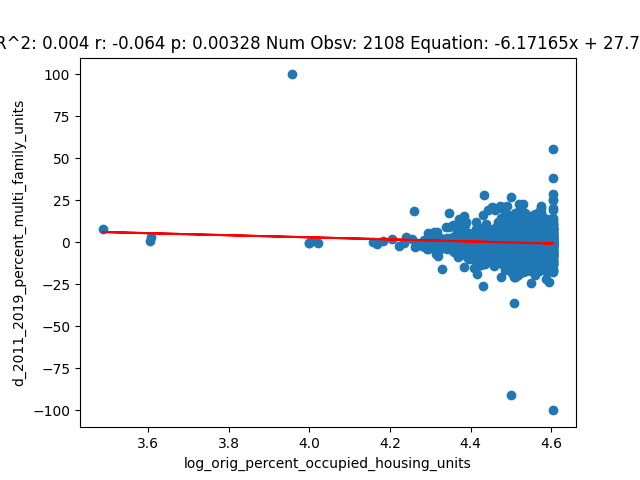 R^2: 0.004 r: -0.064 p: 0.00328 Num Obsv: 2108 Equation: -6.17165x + 27.7
100
75
50
25
0
−25
−50
−75
−100
d_2011_2019_percent_multi_family_units
3.6 3.8 4.0 4.2 4.4 4.6
log_orig_percent_occupied_housing_units